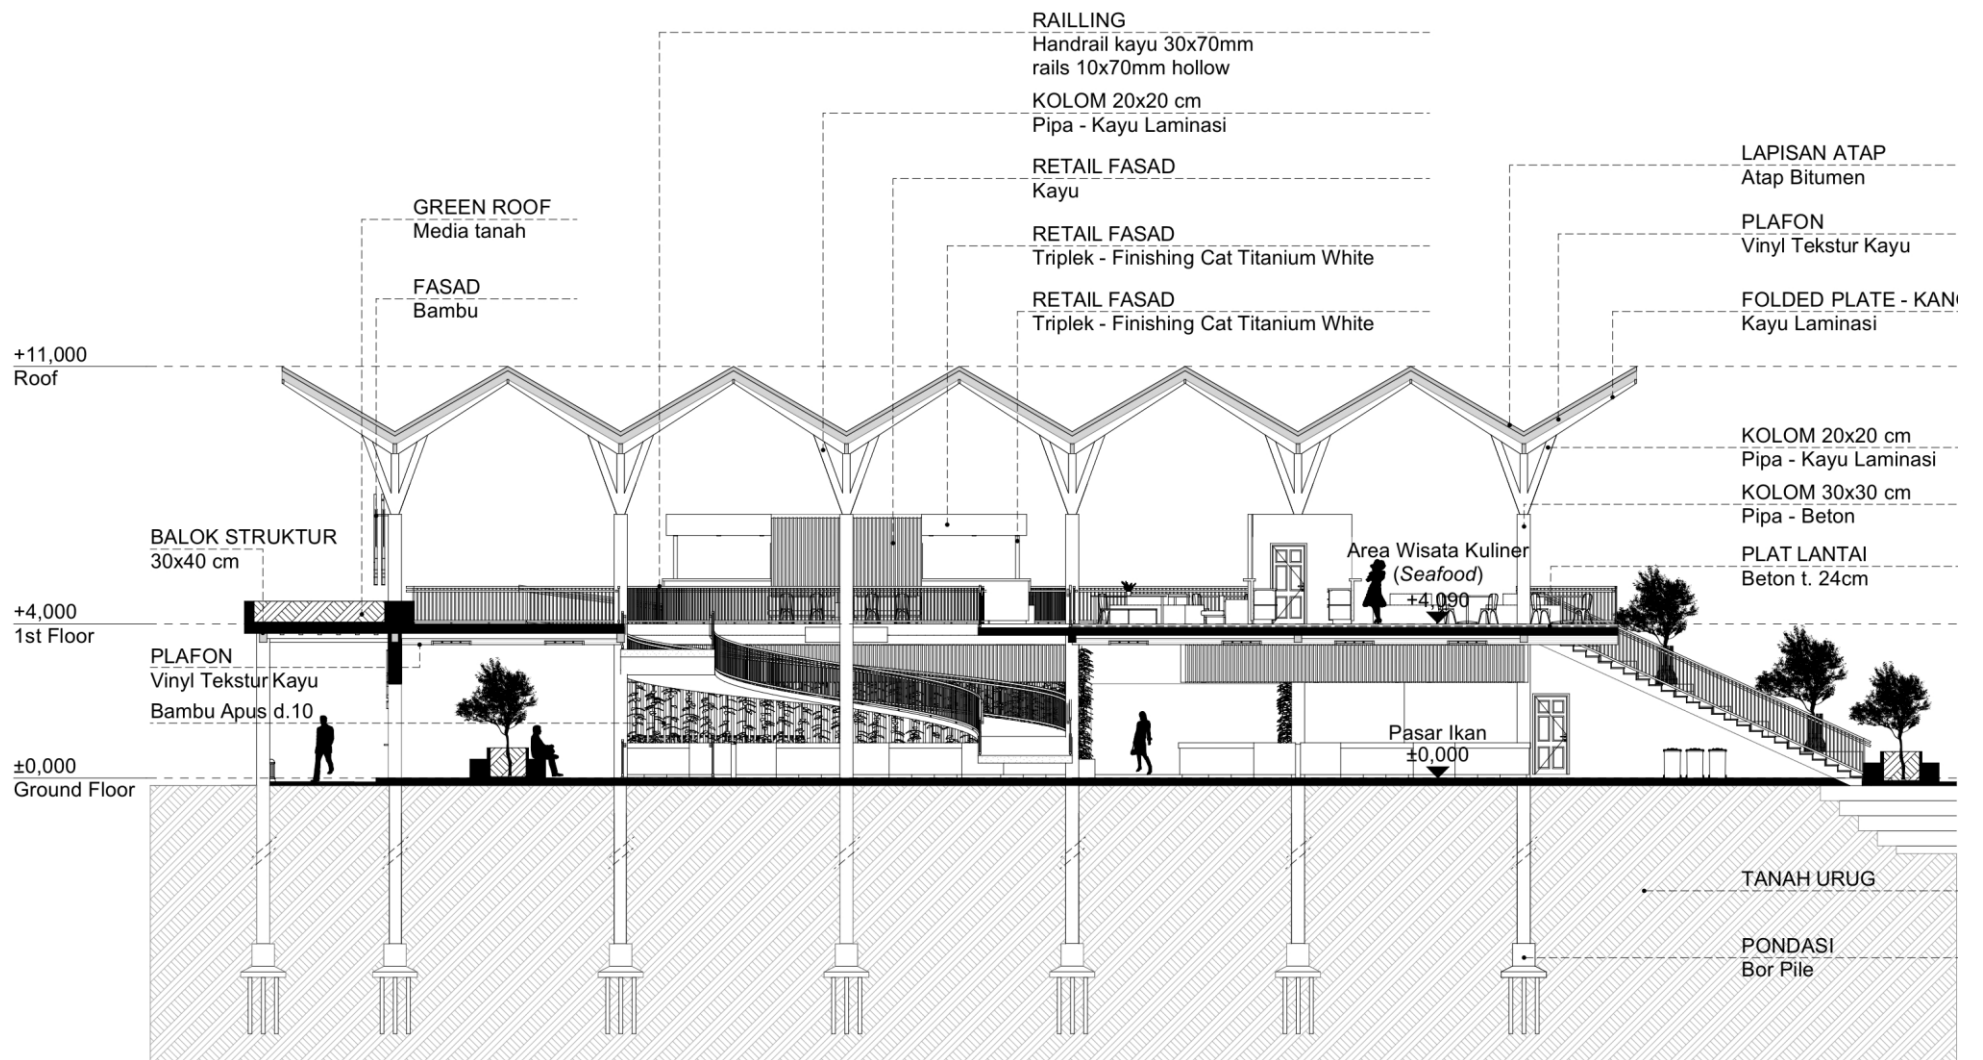 RAILLING
Handrail kayu 30x70mm
rails 10x70mm hollow
KOLOM 20x20 cm
Pipa - Kayu Laminasi
RETAIL FASAD
Kayu
RETAIL FASAD
Triplek - Finishing Cat Titanium White
RETAIL FASAD
Triplek - Finishing Cat Titanium White
GREEN ROOF
Media tanah
FASAD
Bambu
LAPISAN ATAP
Atap Bitumen
PLAFON
Vinyl Tekstur Kayu
FOLDED PLATE -
Kayu Laminasi
+11,000
Roof
KOLOM 20x20 cm
Pipa - Kayu Laminasi
KOLOM 30x30 cm
Pipa - Beton
PLAT LANTAI
Beton t. 24cm
BALOK STRUKTUR
30x40 cm
Area Wisata Kuliner
(Seafood)
+4,090
+4,000
1st Floor
PLAFON
Vinyl Tekstur Kayu
Bambu Apus d.10
Pasar Ikan
±0,000
±0,000
Ground Floor
TANAH URUG
PONDASI
Bor Pile